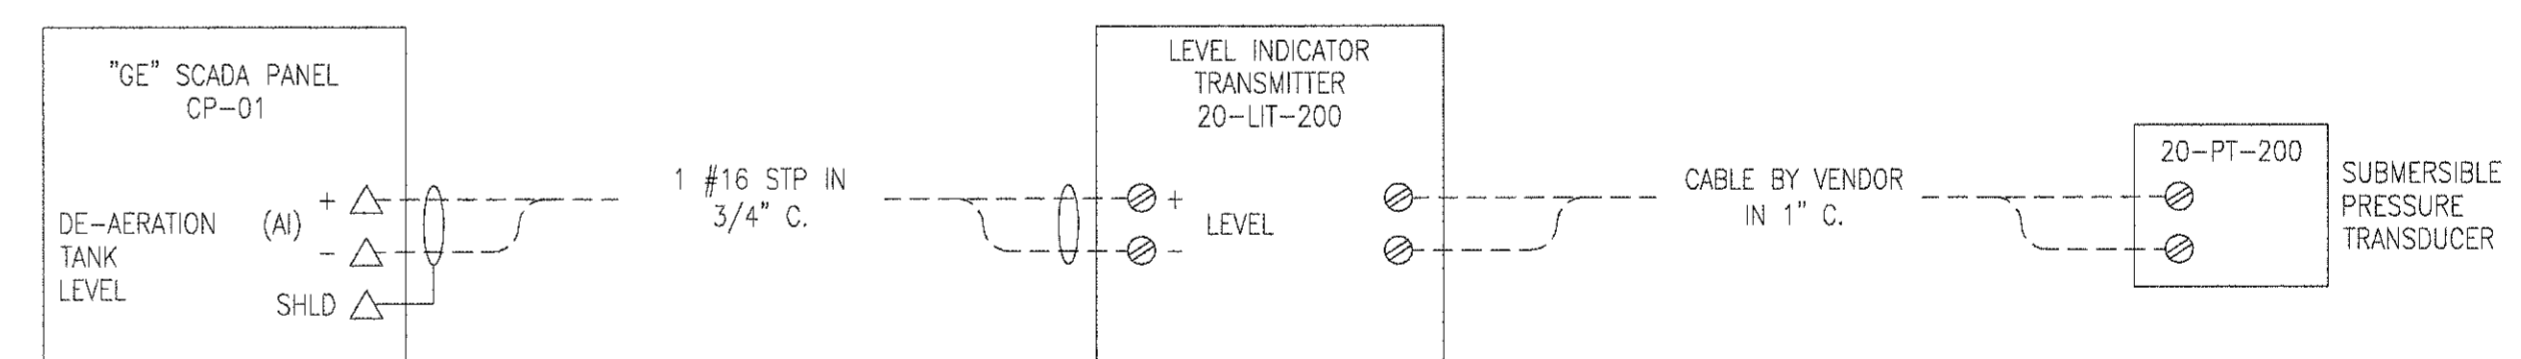 "GE" SCADA PANEL
CP-01
DE-AERATION
TANK
LEVEL
(AI)
+
-
SHLD
1 #16 STP IN
3/4" C.
LEVEL INDICATOR
TRANSMITTER
20-LIT-200
+
LEVEL
-
CABLE BY VENDOR
IN 1" C.
20-PT-200
SUBMERSIBLE
PRESSURE
TRANSDUCER